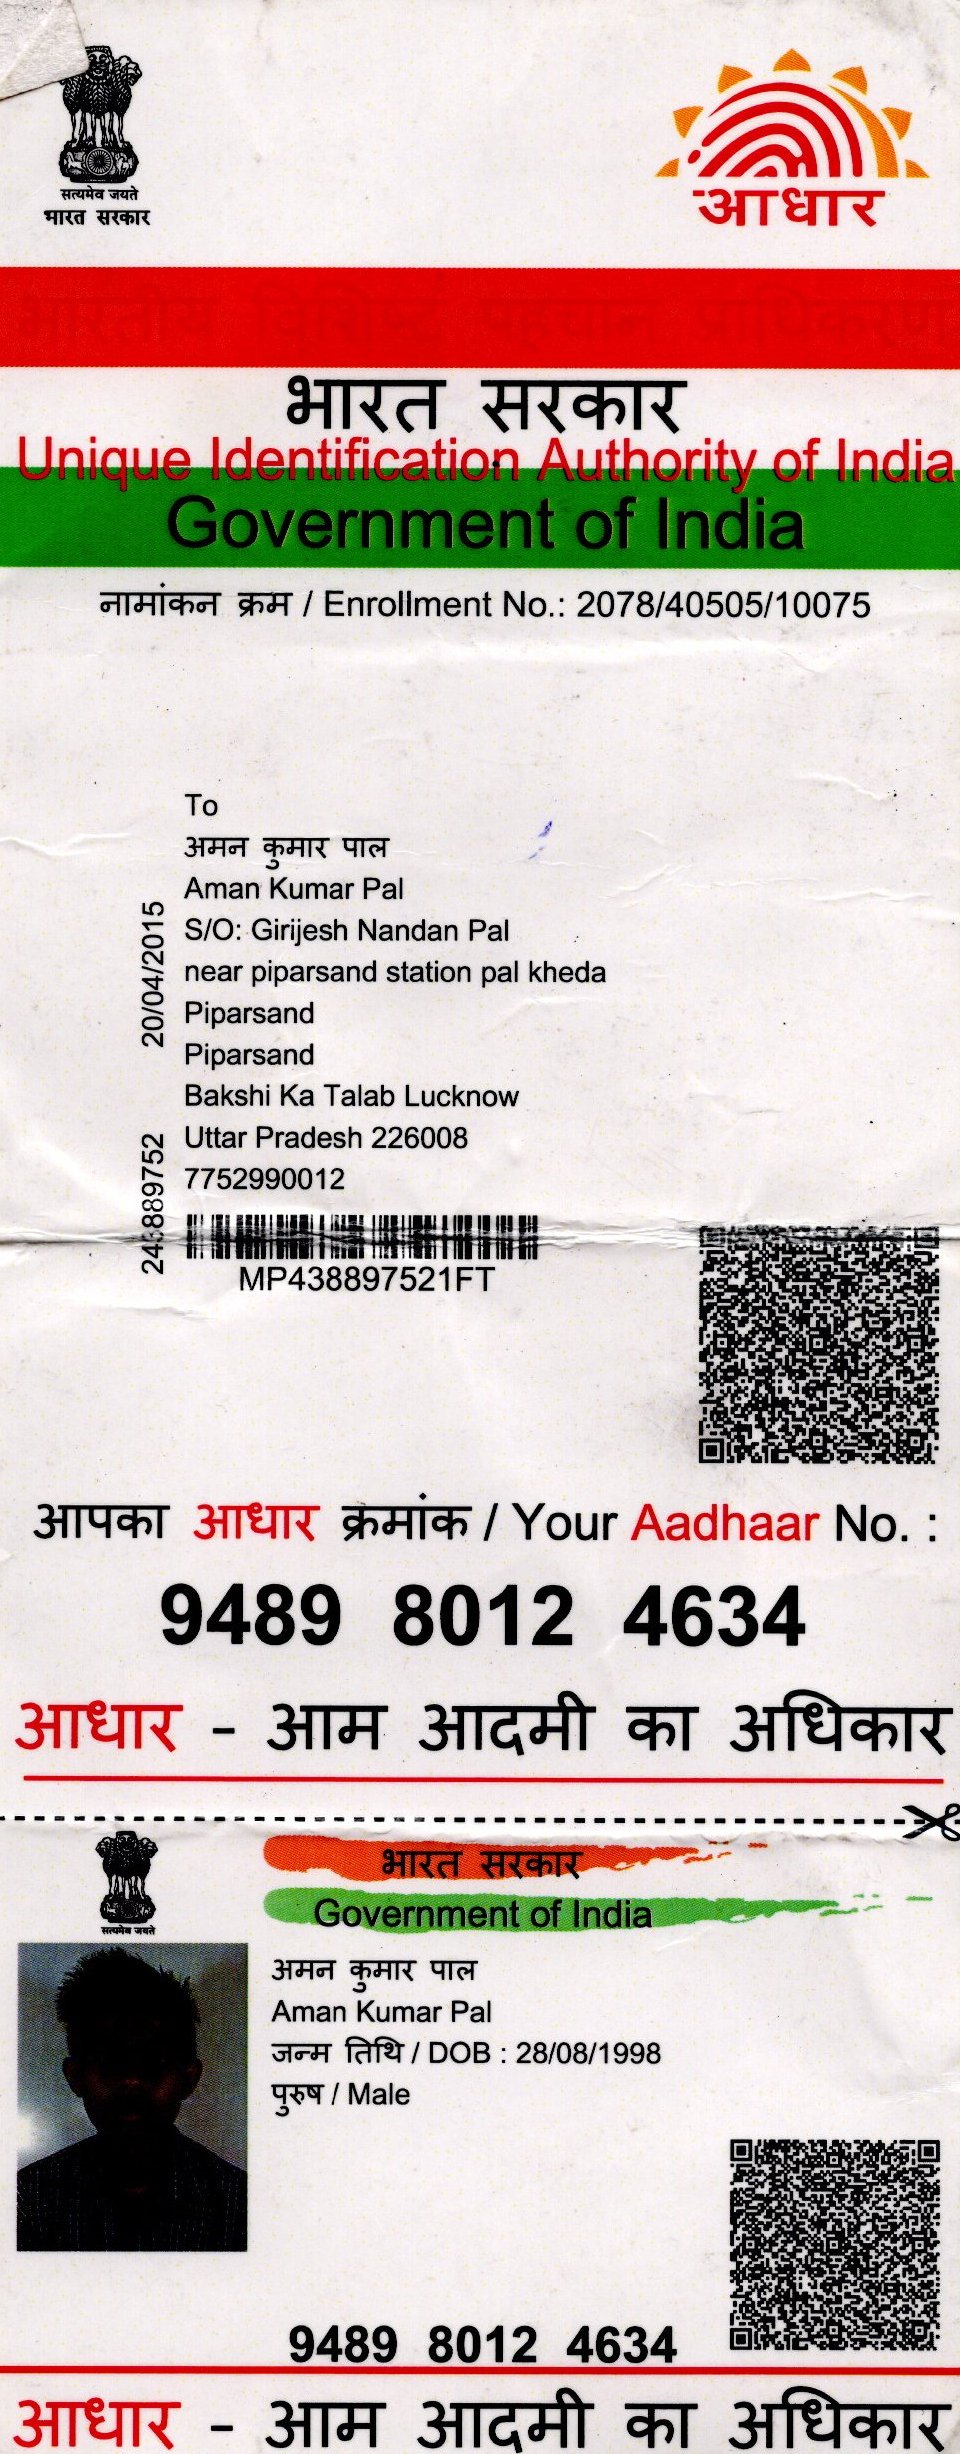 सत्यमेव जयते
भारत सरकार
आधार
भारतीय विशिष्ट पहचान प्राधिकरण
भारत सरकार
Unique Identification Authority of India
Government of India
नामांकन क्रम / Enrollment No.: 2078/40505/10075
To
अमन कुमार पाल
Aman Kumar Pal
S/O: Girijesh Nandan Pal
near piparsand station pal kheda
Piparsand
Piparsand
Bakshi Ka Talab Lucknow
Uttar Pradesh 226008
7752990012
20/04/2015
243889752
MP438897521FT
आपका आधार क्रमांक / Your Aadhaar No. :
9489 8012 4634
आधार - आम आदमी का अधिकार
सत्यमेव जयते
भारत सरकार
Government of India
अमन कुमार पाल
Aman Kumar Pal
जन्म तिथि / DOB : 28/08/1998
पुरुष / Male
9489 8012 4634
आधार - आम आदमी का अधिकार